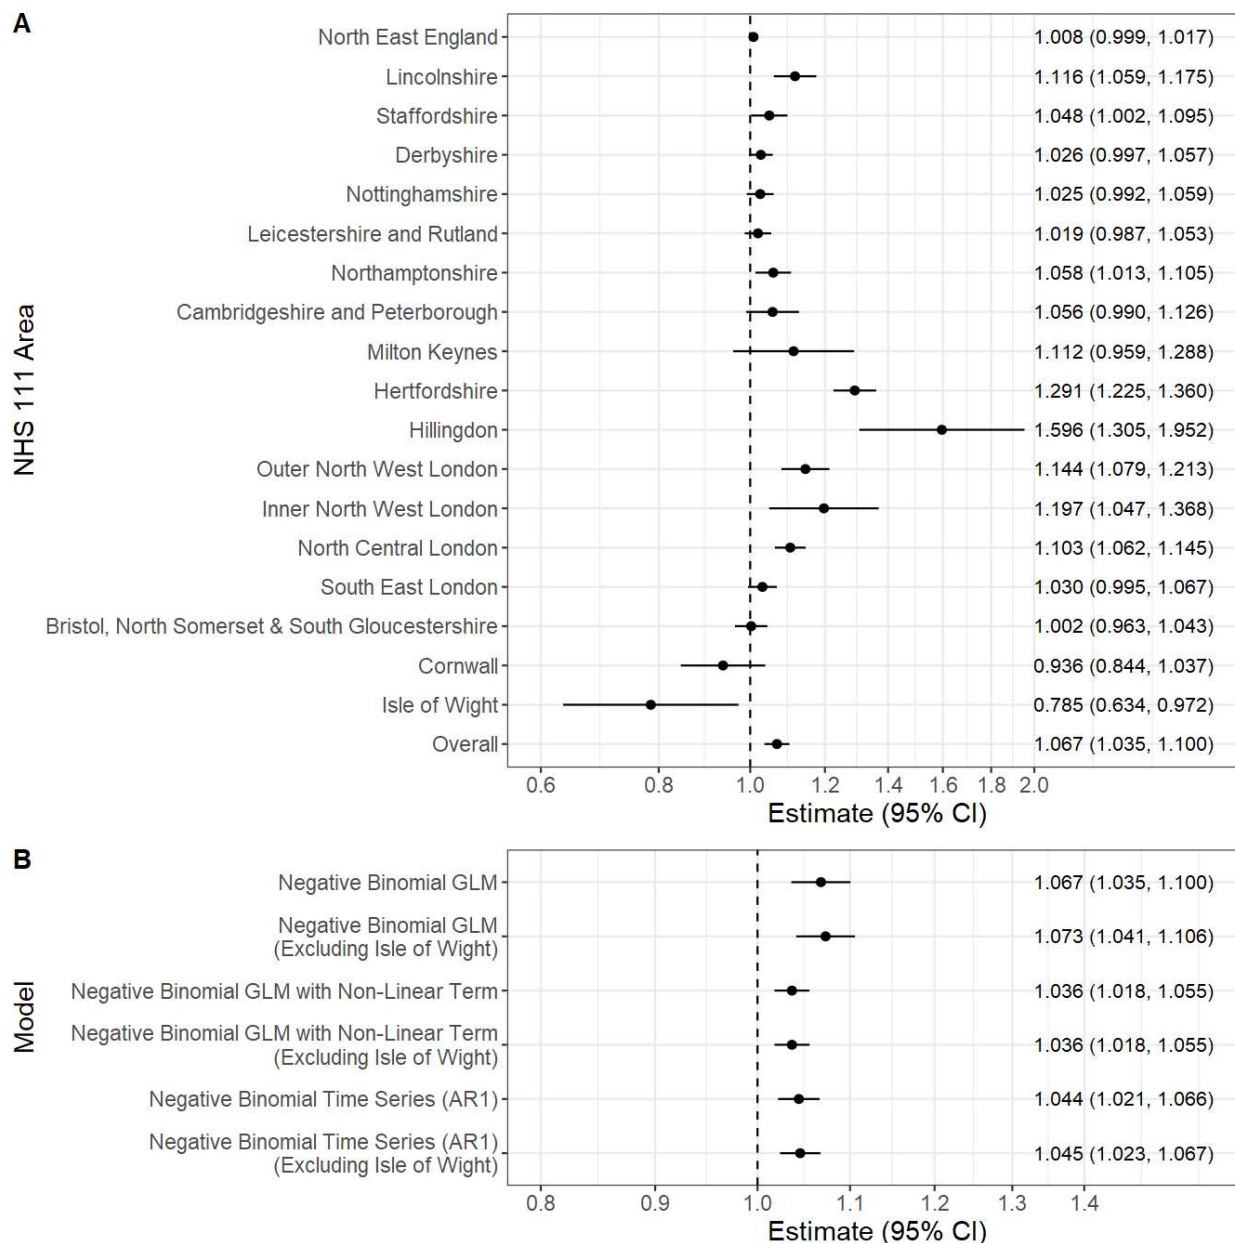 A
NHS 111 Area
North East England 1.008 (0.999, 1.017)
Lincolnshire 1.116 (1.059, 1.175)
Staffordshire 1.048 (1.002, 1.095)
Derbyshire 1.026 (0.997, 1.057)
Nottinghamshire 1.025 (0.992, 1.059)
Leicestershire and Rutland 1.019 (0.987, 1.053)
Northamptonshire 1.058 (1.013, 1.105)
Cambridgeshire and Peterborough 1.056 (0.990, 1.126)
Milton Keynes 1.112 (0.959, 1.288)
Hertfordshire 1.291 (1.225, 1.360)
Hillingdon 1.596 (1.305, 1.952)
Outer North West London 1.144 (1.079, 1.213)
Inner North West London 1.197 (1.047, 1.368)
North Central London 1.103 (1.062, 1.145)
South East London 1.030 (0.995, 1.067)
Bristol, North Somerset & South Gloucestershire 1.002 (0.963, 1.043)
Cornwall 0.936 (0.844, 1.037)
Isle of Wight 0.785 (0.634, 0.972)
Overall 1.067 (1.035, 1.100)
0.6 0.8 1.0 1.2 1.4 1.6 1.8 2.0
Estimate (95% CI)
B
Model
Negative Binomial GLM 1.067 (1.035, 1.100)
Negative Binomial GLM
(Excluding Isle of Wight) 1.073 (1.041, 1.106)
Negative Binomial GLM with Non-Linear Term 1.036 (1.018, 1.055)
Negative Binomial GLM with Non-Linear Term
(Excluding Isle of Wight) 1.036 (1.018, 1.055)
Negative Binomial Time Series (AR1) 1.044 (1.021, 1.066)
Negative Binomial Time Series (AR1)
(Excluding Isle of Wight) 1.045 (1.023, 1.067)
0.8 0.9 1.0 1.1 1.2 1.3 1.4
Estimate (95% CI)